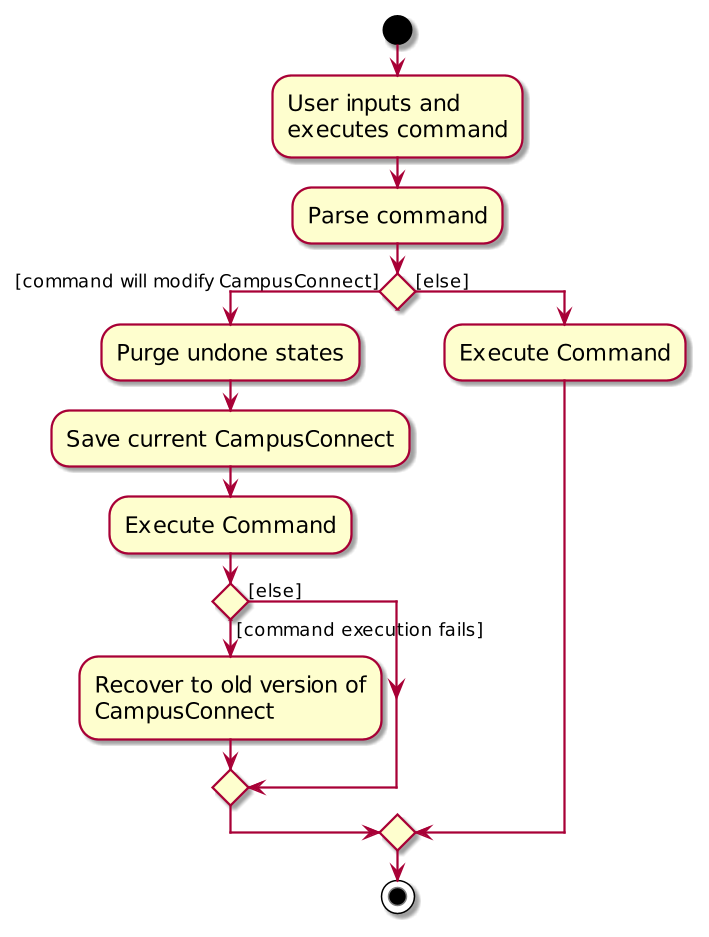 User inputs and
executes command
Parse command
[command will modify CampusConnect]
[else]
Purge undone states
Execute Command
Save current CampusConnect
Execute Command
[else]
[command execution fails]
Recover to old version of
CampusConnect